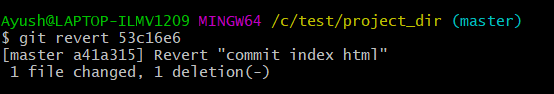 Ayush@LAPTOP-ILMV1209 MINGW64 /c/test/project_dir (master)
$ git revert 53c16e6
[master a41a315] Revert "commit index html"
 1 file changed, 1 deletion(-)